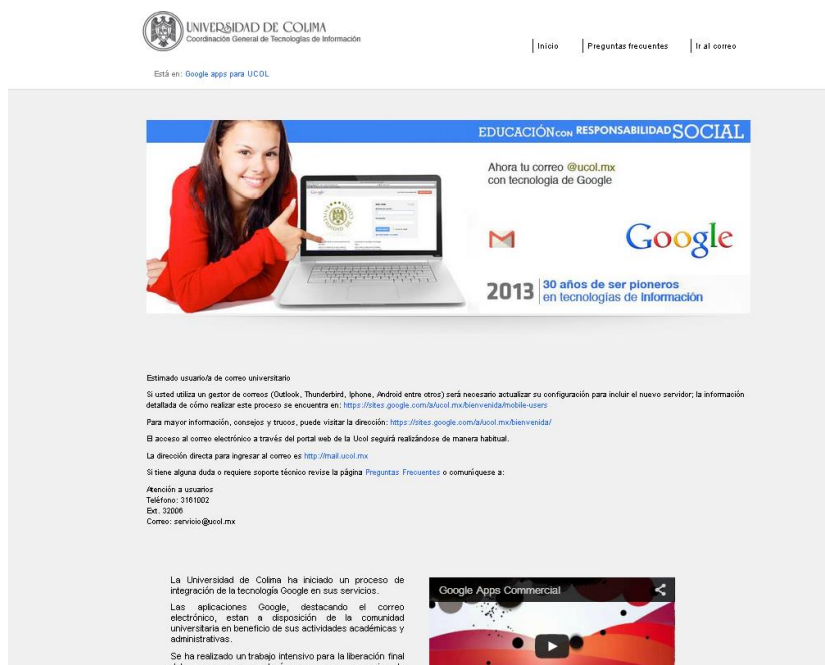 UNIVERSIDAD DE COLIMA
Coordinación General de Tecnologías de Información
Inicio
Preguntas frecuentes
Ir al correo
Está en: Google apps para UCOL
EDUCACIÓN CON RESPONSABILIDAD SOCIAL
Ahora tu correo @ucol.mx
con tecnología de Google
Google
2013
30 años de ser pioneros
en tecnologías de Información
Estimado usuario/a de correo universitario
Si usted utiliza un gestor de correos (Outlook, Thunderbird, Iphone, Android entre otros) será necesario actualizar su configuración para incluir el nuevo servidor; la información
detallada de cómo realizar este proceso se encuentra en: https://sites.google.com/a/ucol.mx/bienvenida/mobile-users
Para mayor información, consejos y trucos, puede visitar la dirección: https://sites.google.com/a/ucol.mx/bienvenida/
El acceso al correo electrónico a través del portal web de la Ucol seguirá realizándose de manera habitual.
La dirección directa para ingresar al correo es http://mail.ucol.mx
Si tiene alguna duda o requiere soporte técnico revise la página Preguntas Frecuentes o comuníquese a:
Atención a usuarios
Teléfono: 3161002
Ext. 32006
Correo: servicio@ucol.mx
La Universidad de Colima ha iniciado un proceso de
integración de la tecnología Google en sus servicios.
Las aplicaciones Google, destacando el correo
electrónico, estan a disposición de la comunidad
universitaria en beneficio de sus actividades académicas y
administrativas.
Se ha realizado un trabajo intensivo para la liberación final
Google Apps Commercial